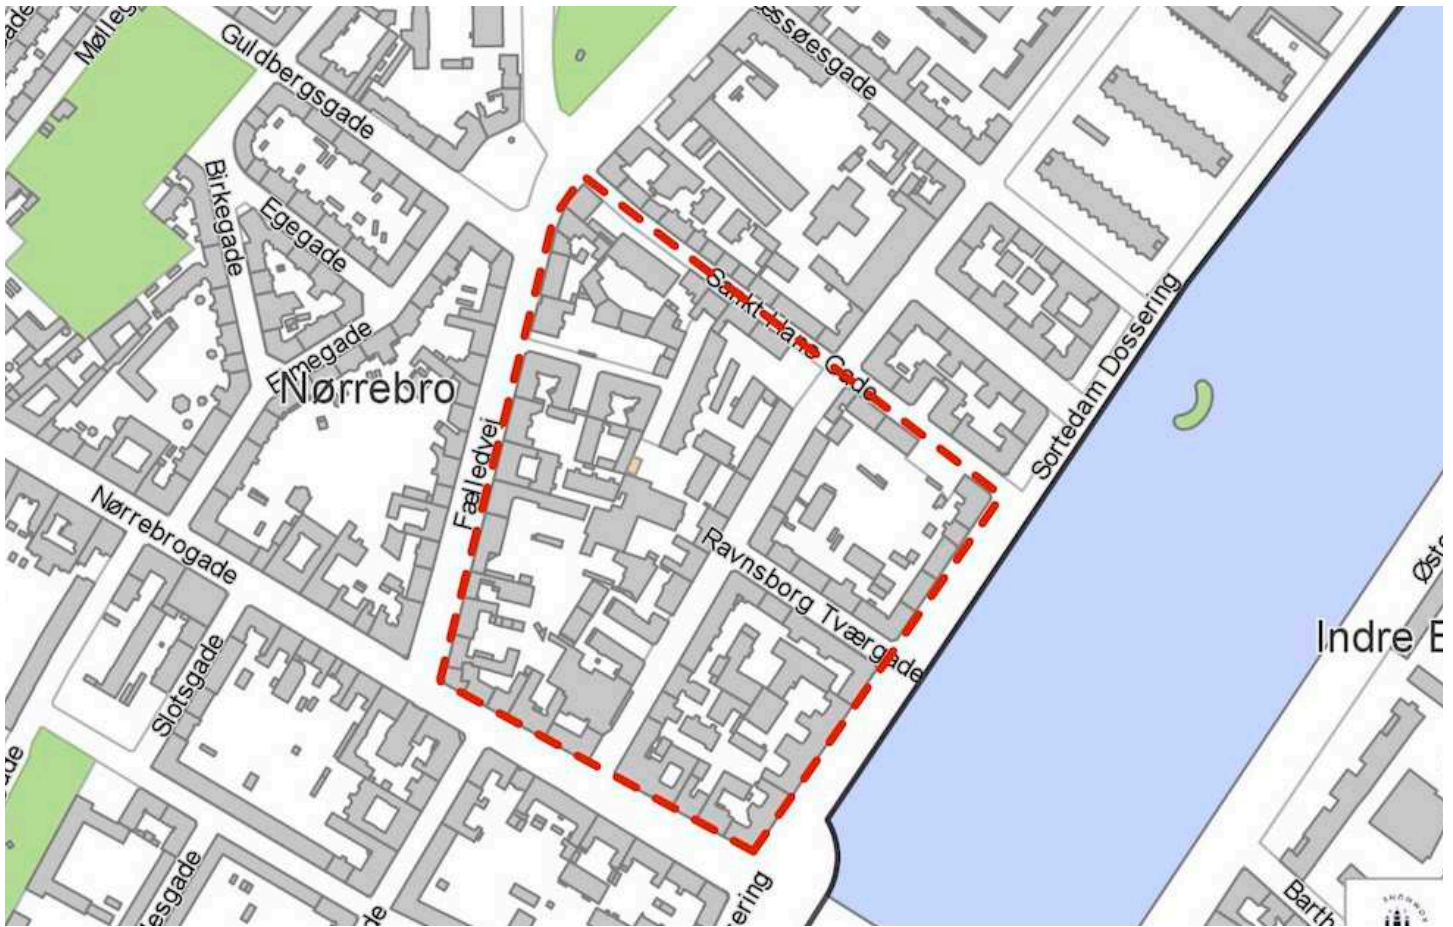 Guldbergsgade
Birkegade
Egegade
Elmegade
Nørrebro
Fælledvej
Sankt Hans Gade
Sortedam Dossering
Nørrebrogade
Ravnsborg Tværgade
Slotsgade
Indre